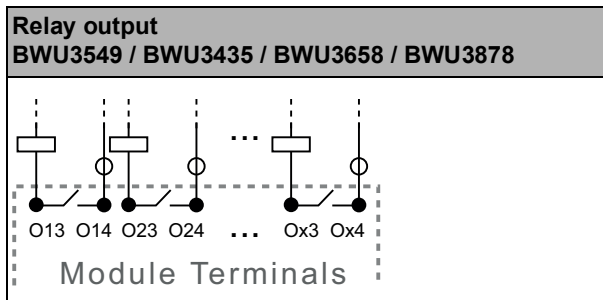 Relay output
BWU3549 / BWU3435 / BWU3658 / BWU3878
...
O13 O14 O23 O24 ... Ox3 Ox4
Module Terminals